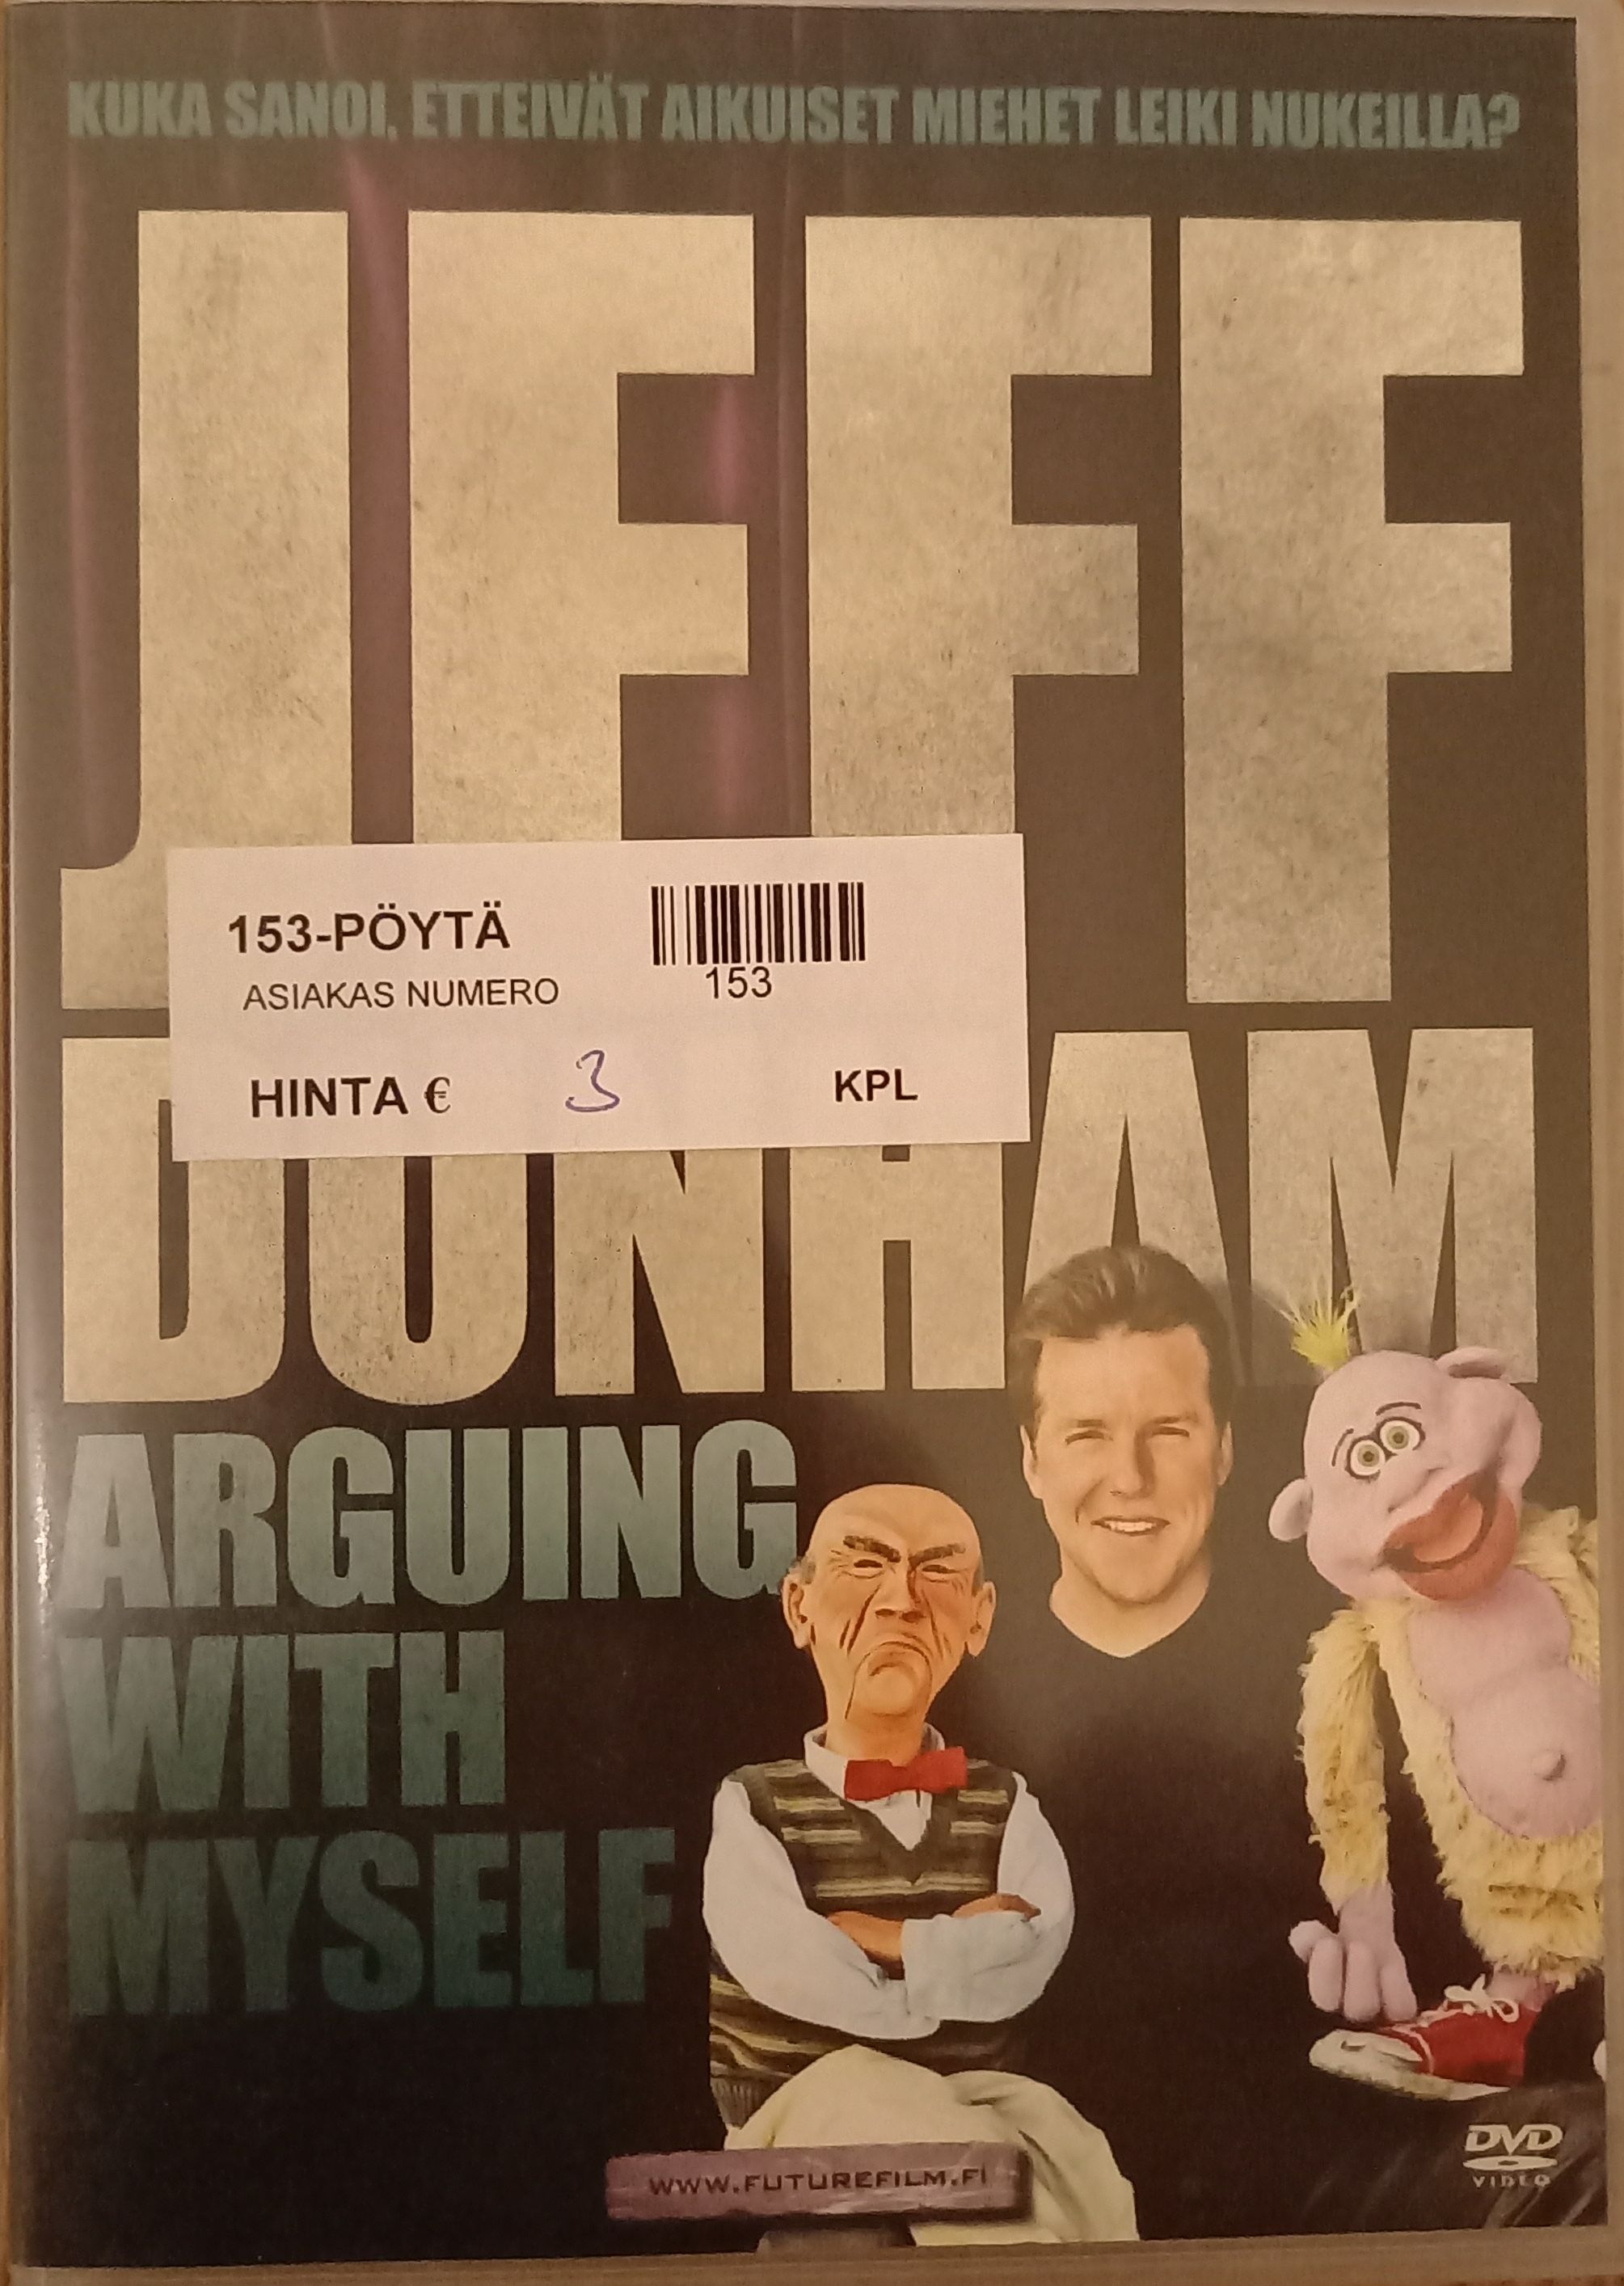 KUKA SANOI, ETTEIVÄT AIKUISET MIEHET LEIKI NUKEILLA?
JEFF
153-PÖYTÄ
153
ASIAKAS NUMERO
HINTA € 3 KPL
DUNHAM
ARGUING
WITH
MYSELF
WWW.FUTUREFILM.FI
DVD
VIDEO